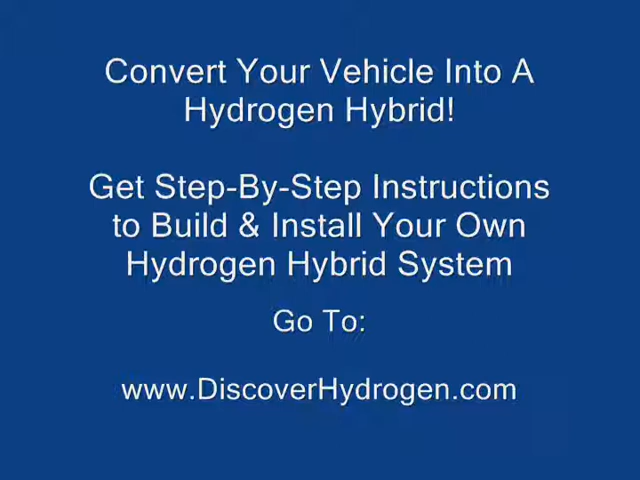 Convert Your Vehicle Into A
Hydrogen Hybrid!
Get Step-By-Step Instructions
to Build & Install Your Own
Hydrogen Hybrid System
Go To:
www.DiscoverHydrogen.com